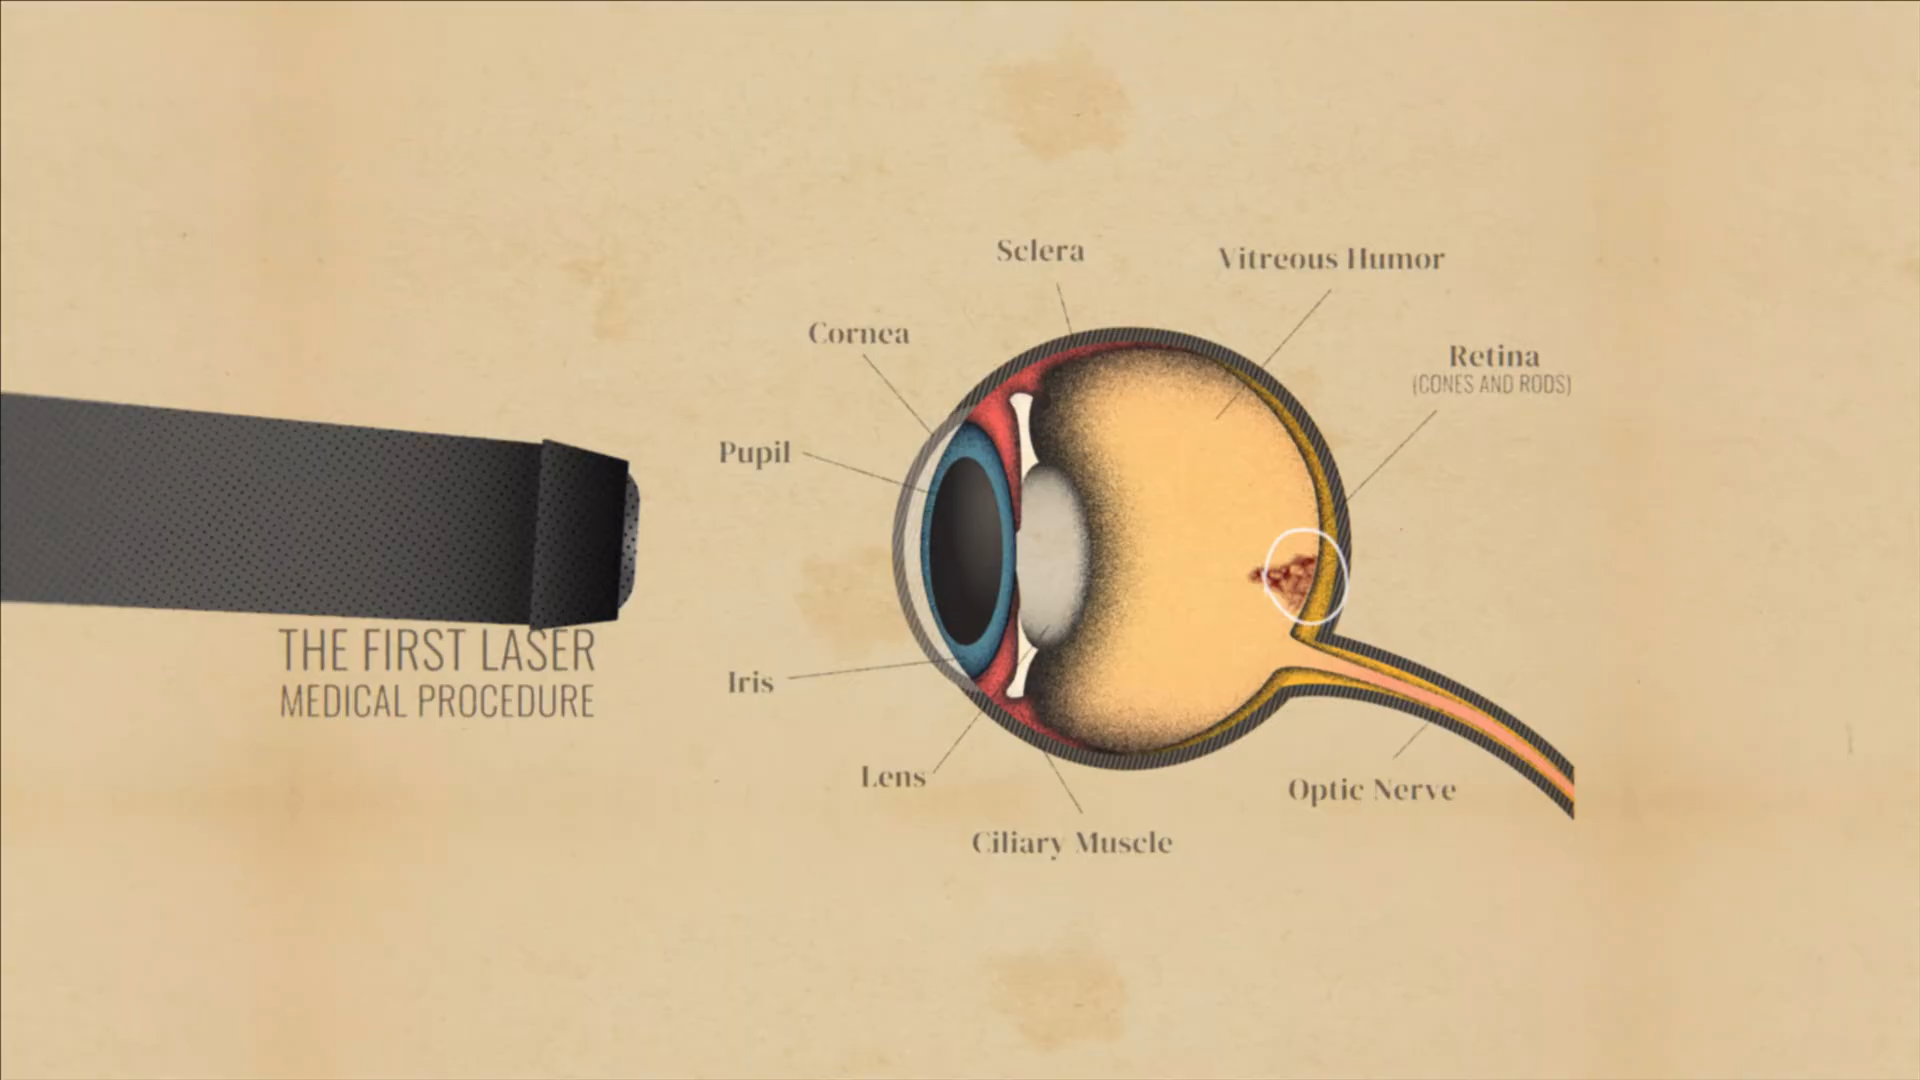 Sclera
Vitreous Humor
Cornea
Retina
(CONES AND RODS)
Pupil
THE FIRST LASER
MEDICAL PROCEDURE
Iris
Lens
Optic Nerve
Ciliary Muscle